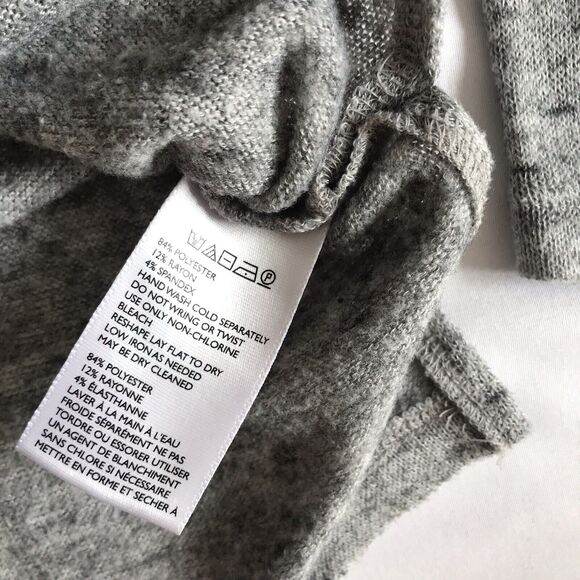 P
84% POLYESTER
12% RAYON
4% SPANDEX
HAND WASH COLD SEPARATELY
DO NOT WRING OR TWIST
USE ONLY NON-CHLORINE
BLEACH
RESHAPE LAY FLAT TO DRY
LOW IRON AS NEEDED
MAY BE DRY CLEANED
84% POLYESTER
12% RAYONNE
4% ÉLASTHANNE
LAVER À LA MAIN À L'EAU
FROIDE SÉPARÉMENT NE PAS
TORDRE OU ESSORER UTILISER
UN AGENT DE BLANCHIMENT
SANS CHLORE SI NÉCESSAIRE
METTRE EN FORME ET SECHER À